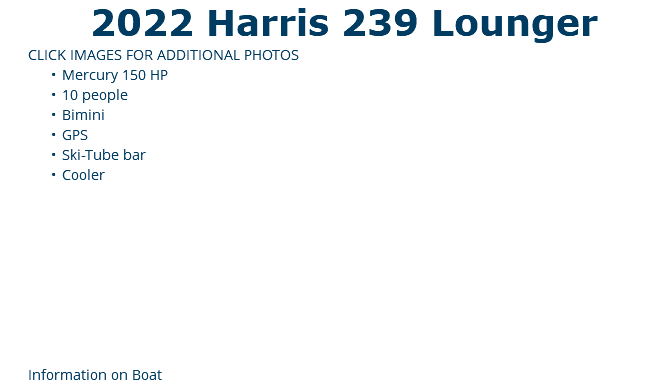 2022 Harris 239 Lounger
CLICK IMAGES FOR ADDITIONAL PHOTOS
• Mercury 150 HP
• 10 people
• Bimini
• GPS
• Ski-Tube bar
• Cooler
Information on Boat